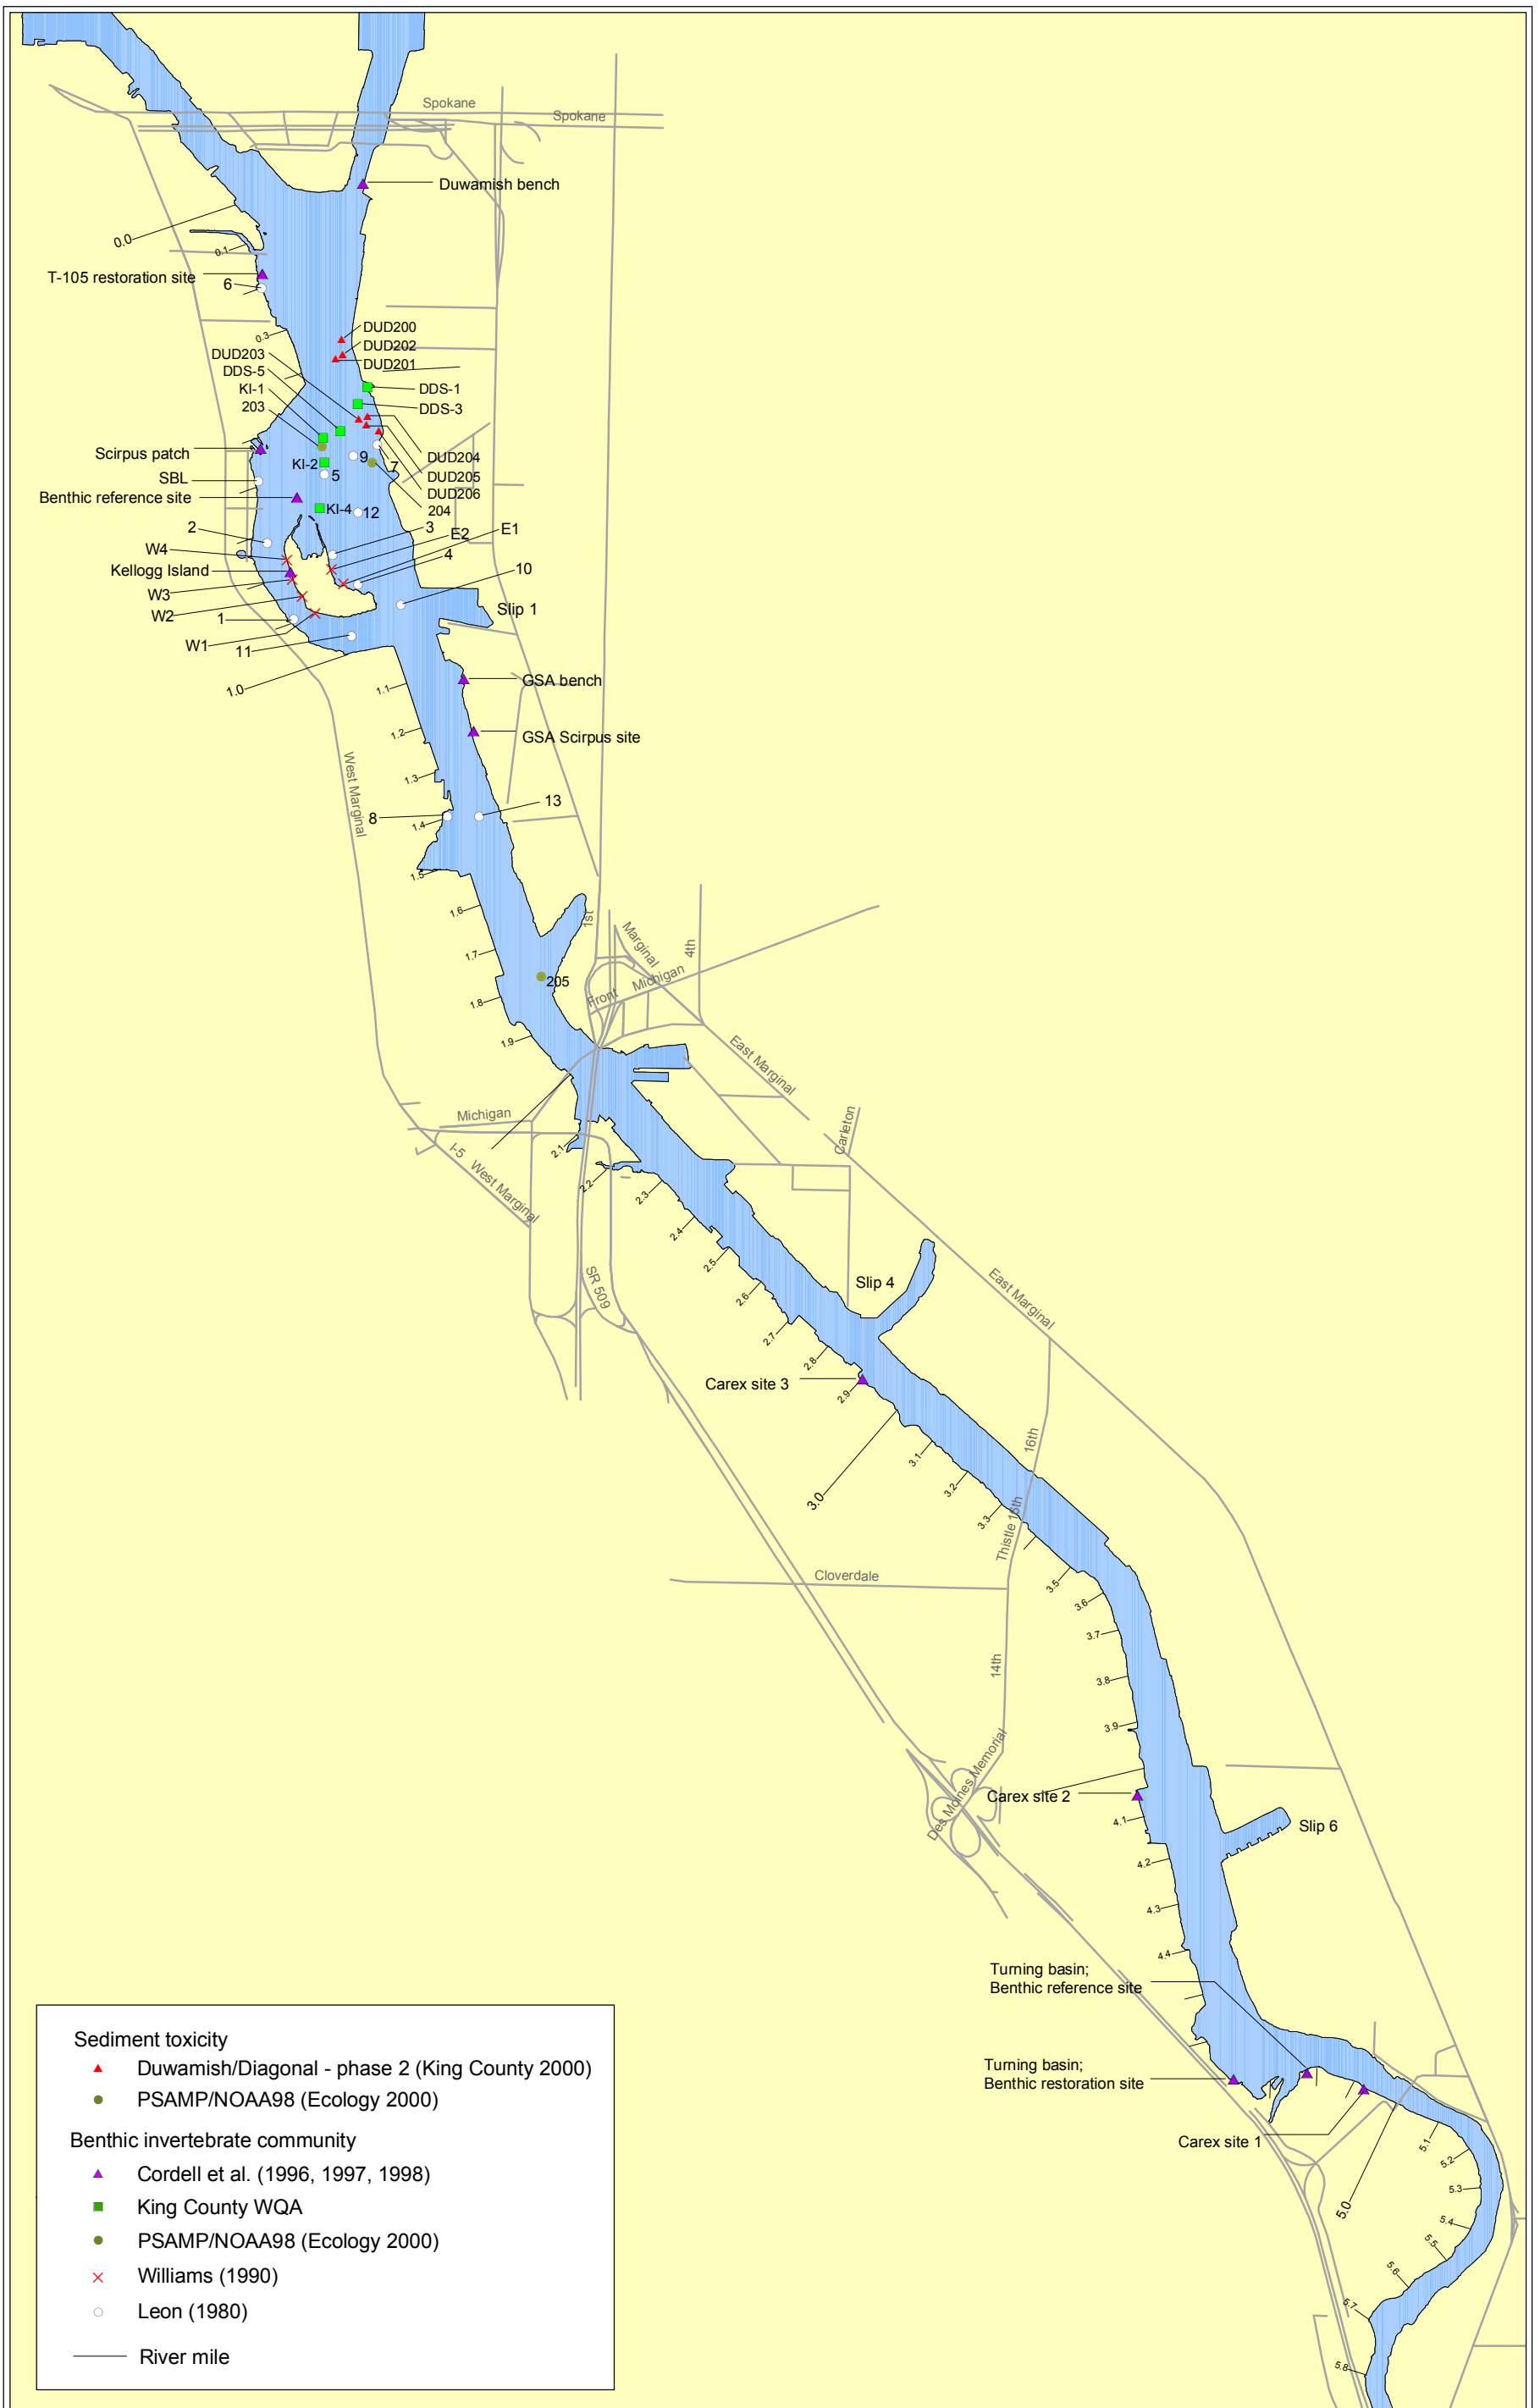 Spokane
Spokane
Duwamish bench
0.0
0.1
T-105 restoration site
6
0.3
DUD200
DUD202
DUD201
DUD203
DDS-5
KI-1
203
DDS-1
DDS-3
Scirpus patch
SBL
Benthic reference site
KI-2
5
9
7
DUD204
DUD205
DUD206
204
KI-4
12
2
3
E2
E1
4
10
W4
Kellogg Island
W3
W2
1
W1
11
Slip 1
1.0
1.1
GSA bench
1.2
GSA Scirpus site
1.3
West Marginal
8
13
1.4
1.5
1.6
1st
Marginal
4th
1.7
205
Michigan
Front
1.8
1.9
East Marginal
Michigan
Carleton
I-5
West Marginal
2.1
2.2
2.3
2.4
2.5
SR 509
Slip 4
East Marginal
2.6
2.7
2.8
Carex site 3
2.9
3.0
3.1
3.2
3.3
16th
Thistle 16th
Cloverdale
3.5
3.6
3.7
14th
3.8
3.9
Des Moines Memorial
Carex site 2
4.1
Slip 6
4.2
4.3
4.4
Turning basin;
Benthic reference site
Turning basin;
Benthic restoration site
Carex site 1
5.0
5.1
5.2
5.3
5.4
5.5
5.6
5.7
5.8
Sediment toxicity
Duwamish/Diagonal - phase 2 (King County 2000)
PSAMP/NOAA98 (Ecology 2000)
Benthic invertebrate community
Cordell et al. (1996, 1997, 1998)
King County WQA
PSAMP/NOAA98 (Ecology 2000)
Williams (1990)
Leon (1980)
River mile